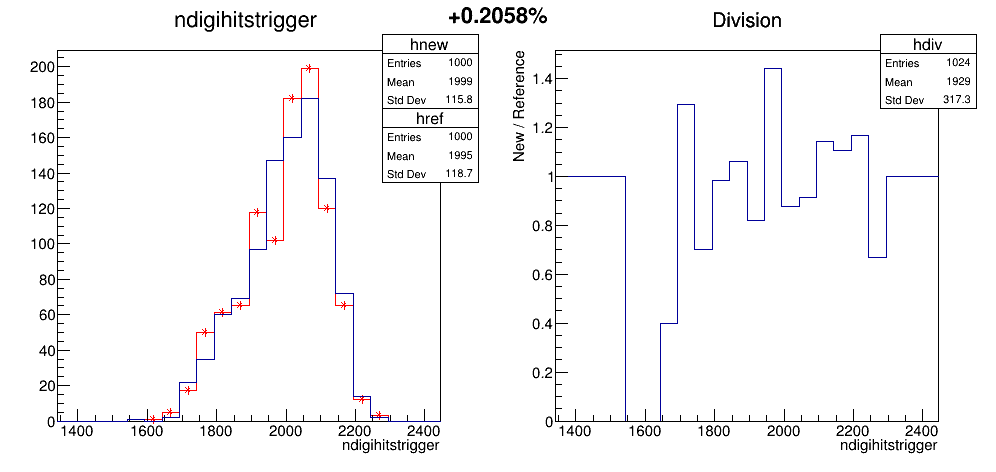 +0.2058%
ndigihitstrigger
hnew
Entries 1000
Mean 1999
Std Dev 115.8
href
Entries 1000
Mean 1995
Std Dev 118.7
200
180
160
140
120
100
80
60
40
20
0
1400 1600 1800 2000 2200 2400
ndigihitstrigger
Division
hdiv
Entries 1024
Mean 1929
Std Dev 317.3
New / Reference
1.4
1.2
1
0.8
0.6
0.4
0.2
0
1400 1600 1800 2000 2200 2400
ndigihitstrigger